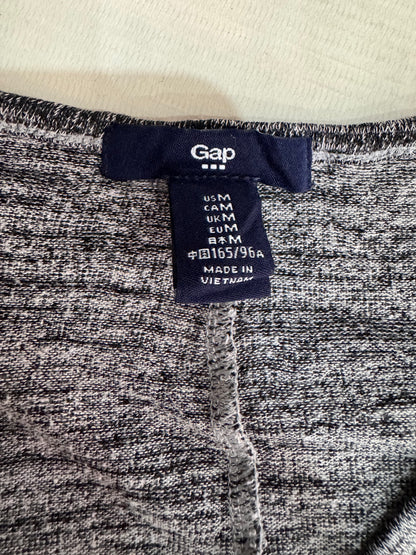 Gap
US M
CA M
UK M
EU M
日本 M
中国 165/96A
MADE IN
VIETNAM